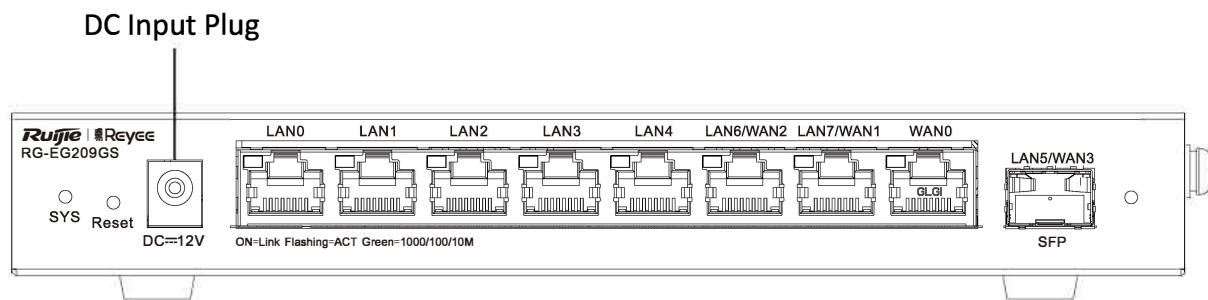 DC Input Plug
Ruijie | Reyee
RG-EG209GS
LAN0 LAN1 LAN2 LAN3 LAN4 LAN6/WAN2 LAN7/WAN1 WAN0
LAN5/WAN3
GLGI
SYS
Reset
DC⎓12V
ON=Link Flashing=ACT Green=1000/100/10M
SFP